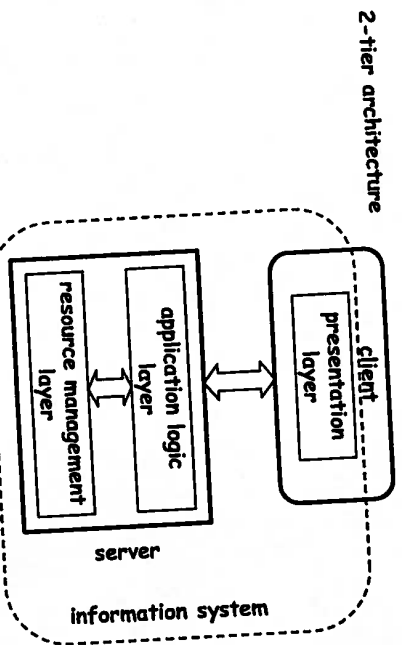 2-tier architecture
client
presentation
layer
application logic
layer
resource management
layer
server
information system